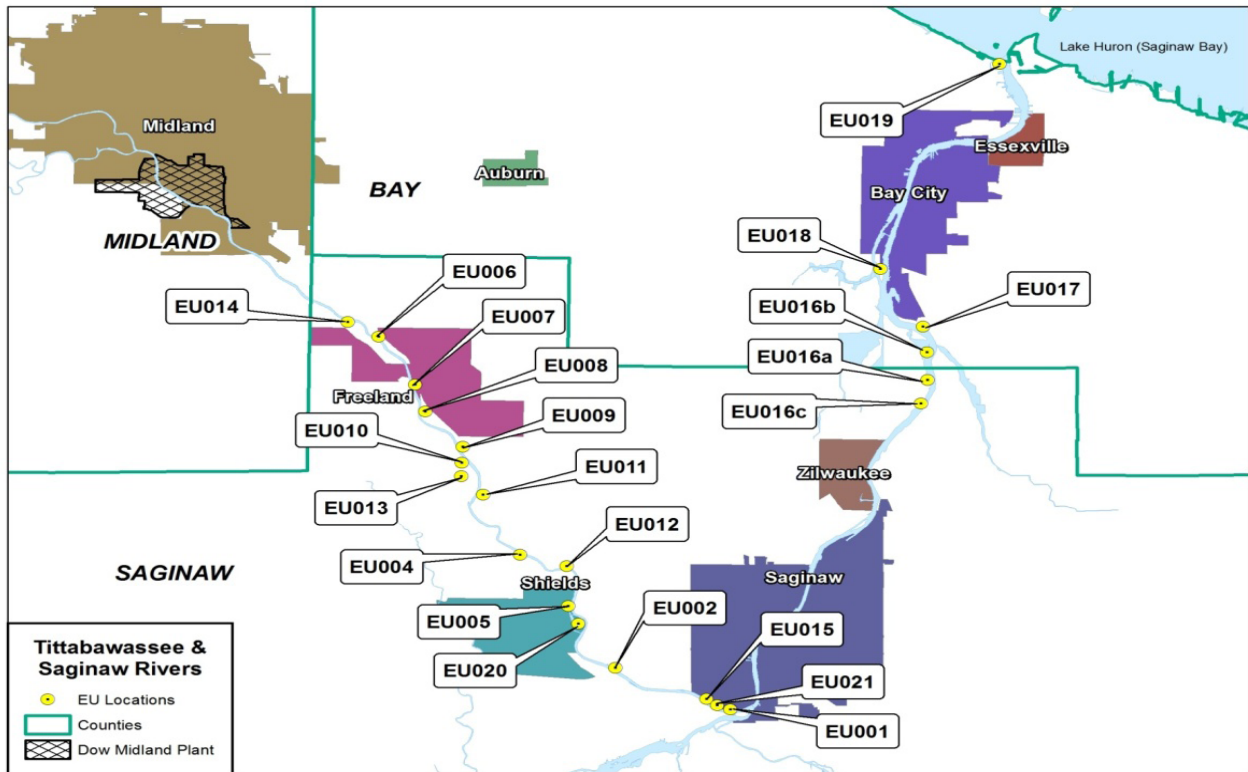 Lake Huron (Saginaw Bay)
EU019
Midland
Essexville
Auburn
BAY
Bay City
MIDLAND
EU018
EU006
EU014
EU007
EU017
EU016b
EU008
EU016a
Freeland
EU009
EU016c
EU010
EU011
Zilwaukee
EU013
EU012
EU004
SAGINAW
Shields
Saginaw
EU002
EU005
EU015
EU020
EU021
EU001
Tittabawassee &
Saginaw Rivers
EU Locations
Counties
Dow Midland Plant